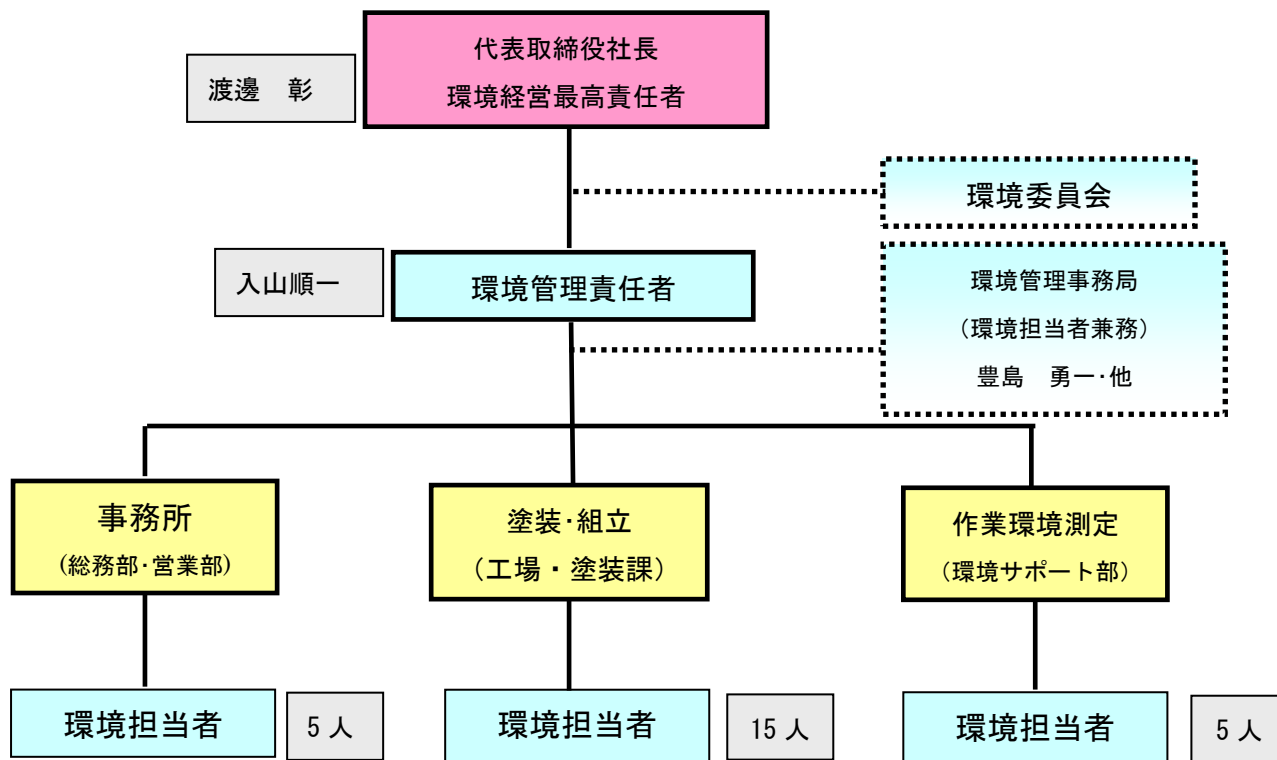 代表取締役社長
環境経営最高責任者
渡邊　彰
環境委員会
入山順一
環境管理責任者
環境管理事務局
（環境担当者兼務）
豊島　勇一・他
事務所
(総務部・営業部)
塗装・組立
（工場・塗装課）
作業環境測定
（環境サポート部）
環境担当者
5 人
環境担当者
15 人
環境担当者
5 人